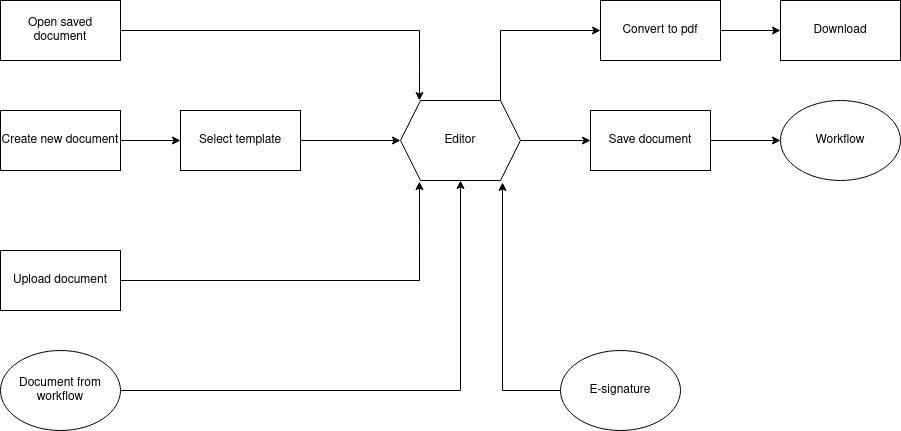 Open saved
document
Convert to pdf
Download
Create new document
Select template
Editor
Save document
Workflow
Upload document
Document from
workflow
E-signature